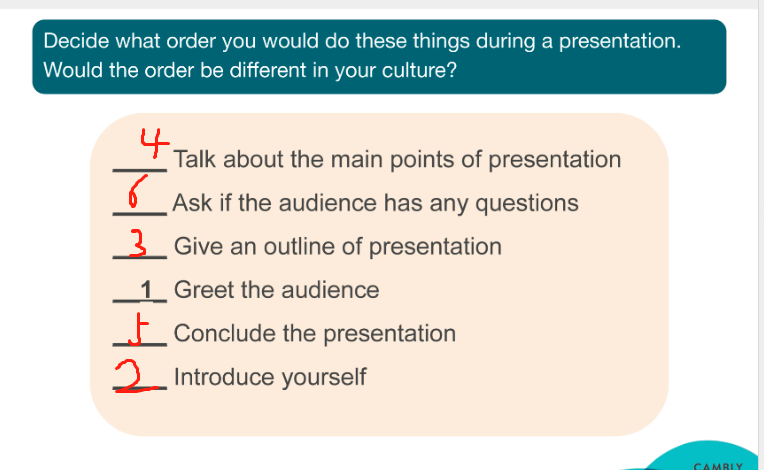 Decide what order you would do these things during a presentation.
Would the order be different in your culture?
4 Talk about the main points of presentation
6 Ask if the audience has any questions
3 Give an outline of presentation
1 Greet the audience
5 Conclude the presentation
2 Introduce yourself
CAMBLY